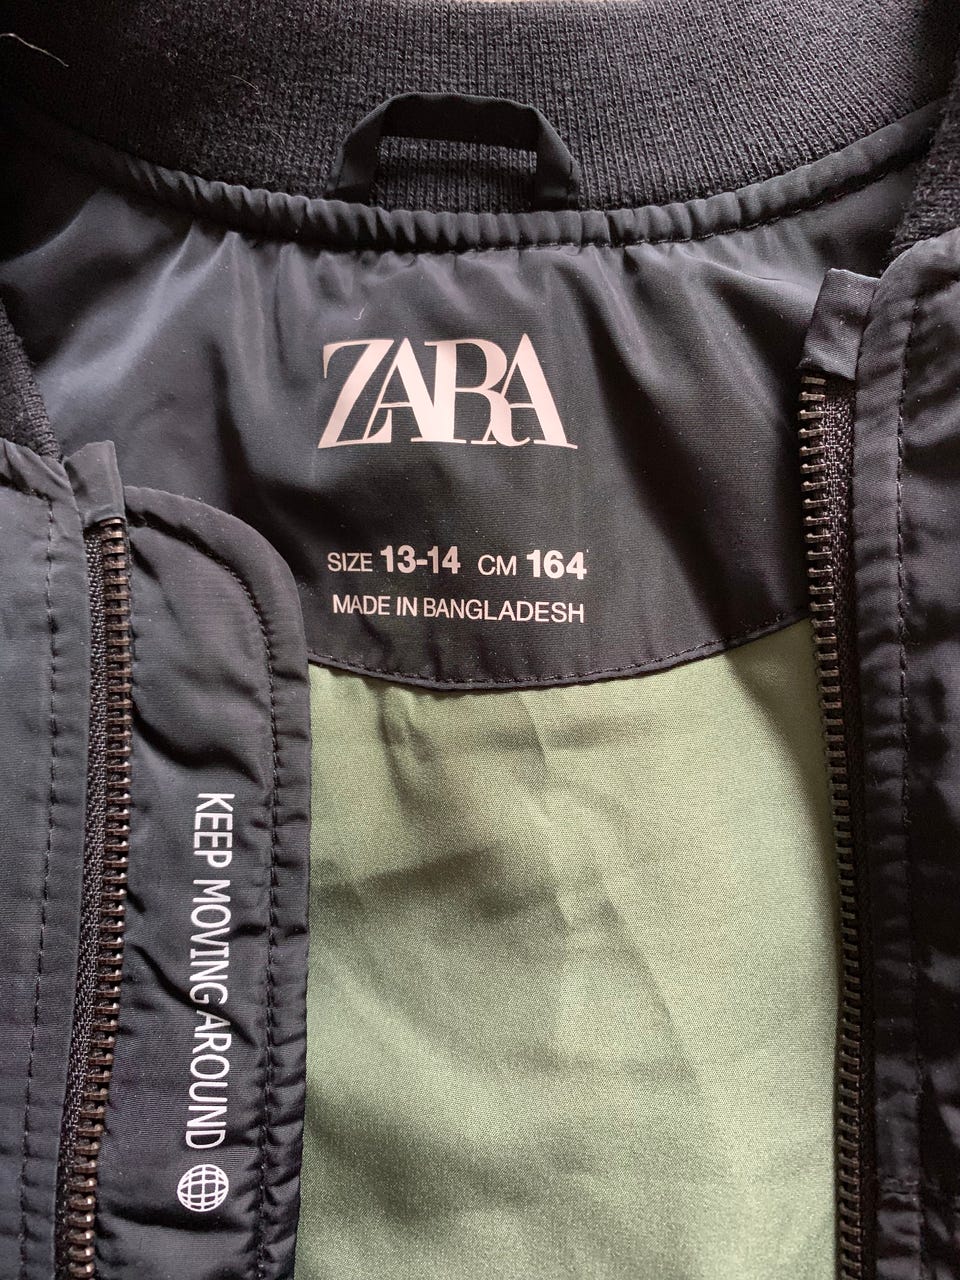 ZARA
SIZE 13-14 CM 164
MADE IN BANGLADESH
KEEP MOVING AROUND